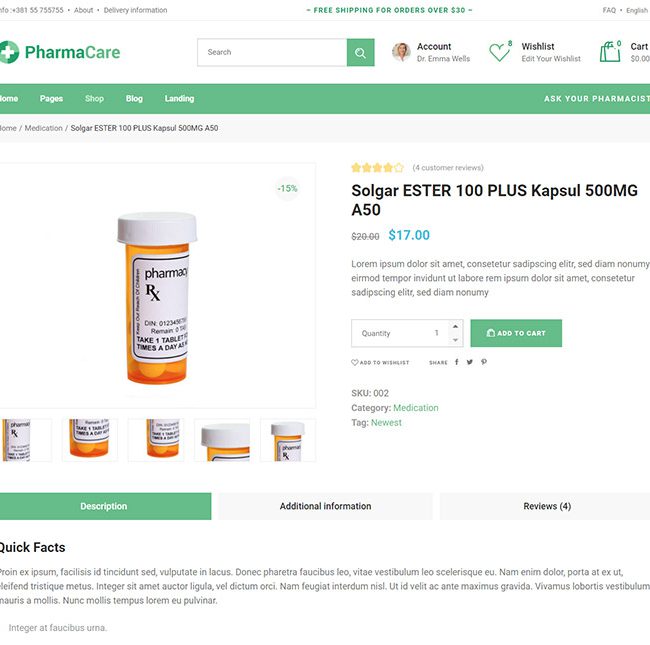 nfo :+381 55 755755 • About • Delivery information
~ FREE SHIPPING FOR ORDERS OVER $30 ~
FAQ • English
PharmaCare
Search
Account
Dr. Emma Wells
8
Wishlist
Edit Your Wishlist
0
Cart
$0.00
Home
Pages
Shop
Blog
Landing
ASK YOUR PHARMACIST
Home / Medication / Solgar ESTER 100 PLUS Kapsul 500MG A50
-15%
pharmacy
Rx
Keep Out Of Reach Of Children
DIN: 0123456789
Remain: 0 TAB
TAKE 1 TABLET FO
TIMES A DAY AS N
(4 customer reviews)
Solgar ESTER 100 PLUS Kapsul 500MG
A50
$20.00 $17.00
Lorem ipsum dolor sit amet, consetetur sadipscing elitr, sed diam nonumy
eirmod tempor invidunt ut labore rem ipsum dolor sit amet, consetetur
sadipscing elitr, sed diam nonumy
Quantity 1
ADD TO CART
ADD TO WISHLIST
SHARE
SKU: 002
Category: Medication
Tag: Newest
Description
Additional information
Reviews (4)
Quick Facts
Proin ex ipsum, facilisis id tincidunt sed, vulputate in lacus. Donec pharetra faucibus leo, vitae vestibulum leo scelerisque eu. Nam enim dolor, porta at ex ut,
eleifend tristique metus. Integer sit amet auctor ligula, vel dictum orci. Nam feugiat interdum nisl. Ut id velit ac ante maximus gravida. Vivamus lobortis vestibulum
mauris a mollis. Nunc mollis tempus lorem eu pulvinar.
Integer at faucibus urna.